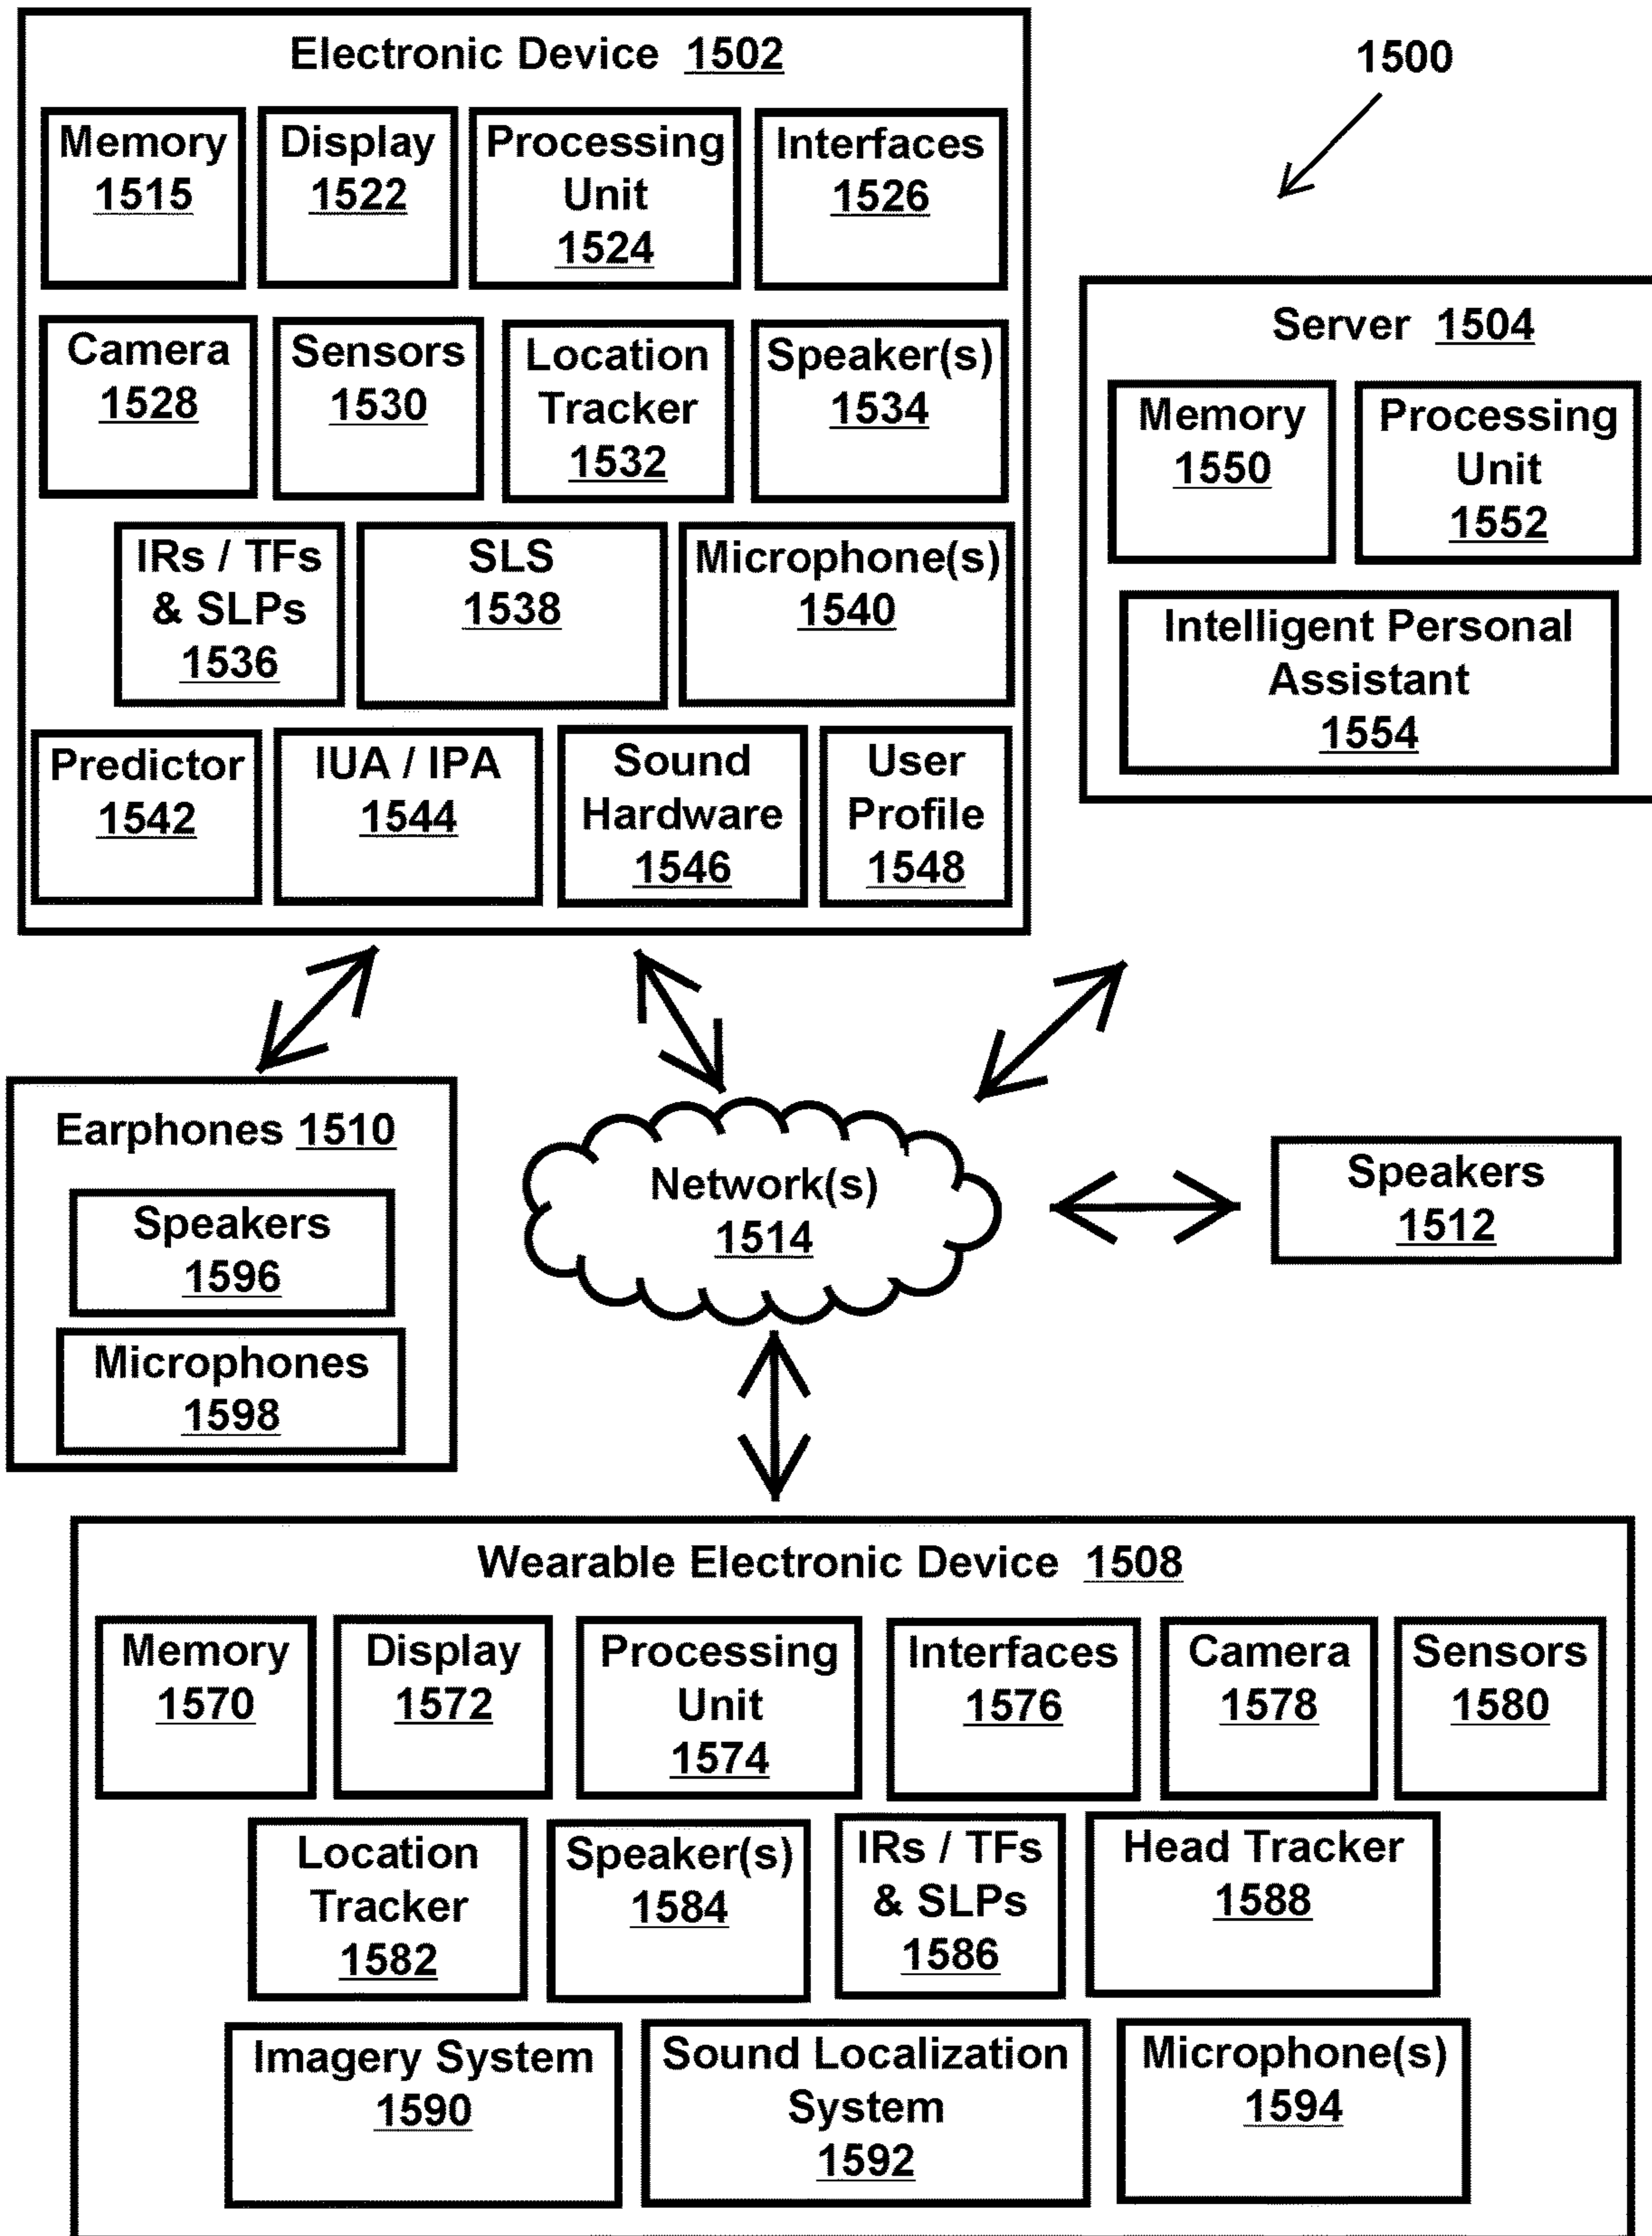 Electronic Device 1502
1500
Memory
1515
Display
1522
Processing
Unit
1524
Interfaces
1526
Camera
1528
Sensors
1530
Location
Tracker
1532
Speaker(s)
1534
IRs / TFs
& SLPs
1536
SLS
1538
Microphone(s)
1540
Predictor
1542
IUA / IPA
1544
Sound
Hardware
1546
User
Profile
1548
Server 1504
Memory
1550
Processing
Unit
1552
Intelligent Personal
Assistant
1554
Earphones 1510
Speakers
1596
Microphones
1598
Network(s)
1514
Speakers
1512
Wearable Electronic Device 1508
Memory
1570
Display
1572
Processing
Unit
1574
Interfaces
1576
Camera
1578
Sensors
1580
Location
Tracker
1582
Speaker(s)
1584
IRs / TFs
& SLPs
1586
Head Tracker
1588
Imagery System
1590
Sound Localization
System
1592
Microphone(s)
1594